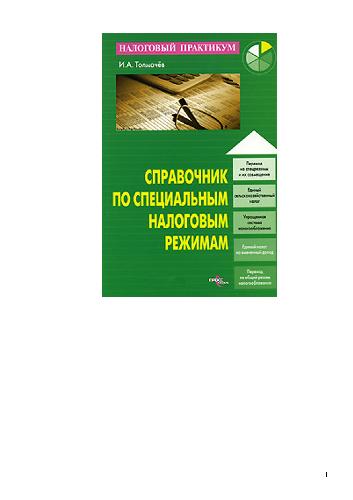 НАЛОГОВЫЙ ПРАКТИКУМ
И.А. Толмачёв
СПРАВОЧНИК
ПО СПЕЦИАЛЬНЫМ
НАЛОГОВЫМ
РЕЖИМАМ
Переход
на спецрежимы
и их совмещение
Единый
сельскохозяйственный
налог
Упрощенная
система
налогообложения
Единый налог
на вмененный доход
Переход
на общий режим
налогообложения